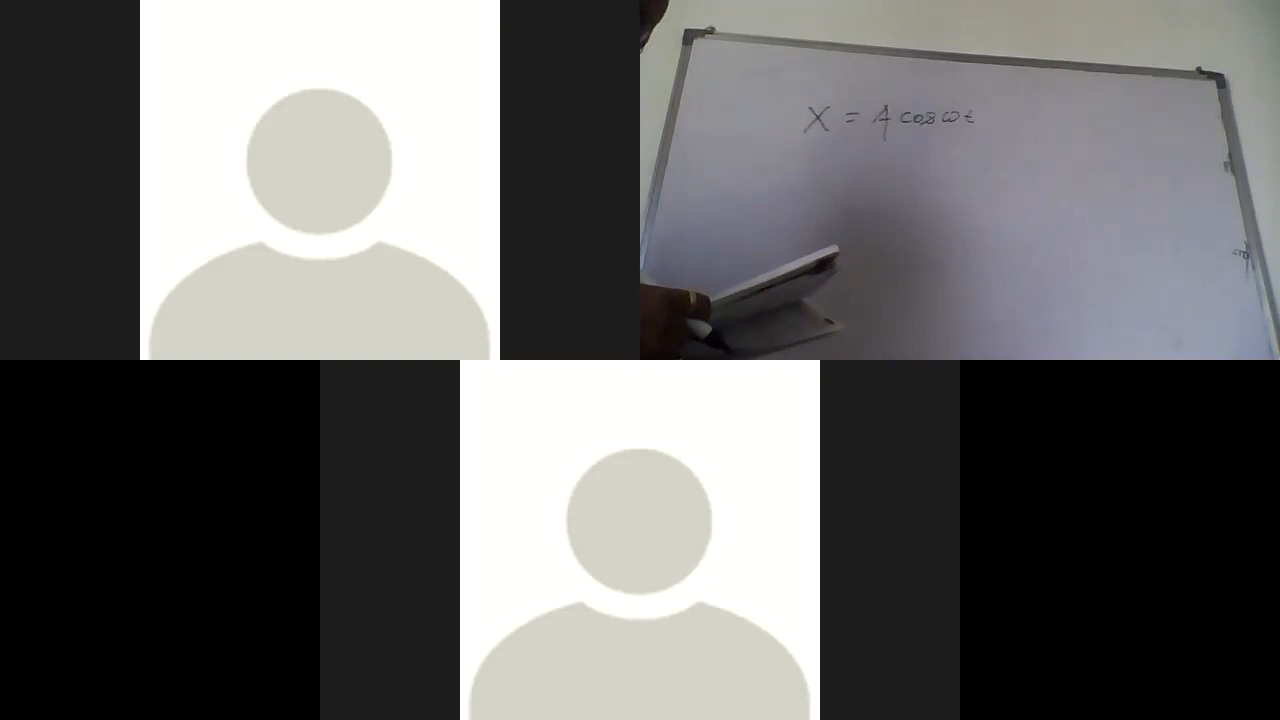 X = A cos ωt